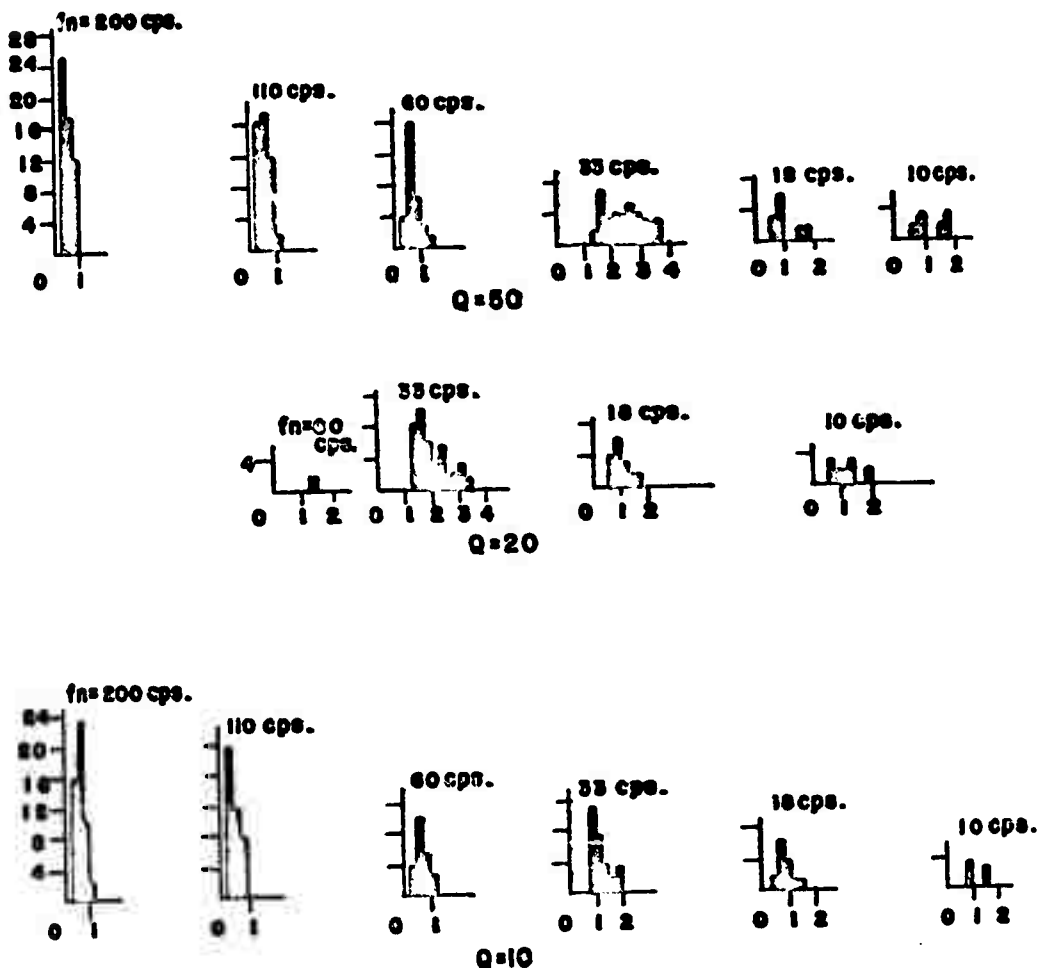 fn=200 cps.
28
24
20
16
12
8
4
0 1
110 cps.
0 1
60 cps.
0 1
33 cps.
0 1 2 3 4
18 cps.
0 1 2
10 cps.
0 1 2
Q=50
fn=60
cps.
4
0 1 2
33 cps.
0 1 2 3 4
18 cps.
0 1 2
10 cps.
0 1 2
Q=20
fn=200 cps.
24
20
16
12
8
4
0 1
110 cps.
0 1
60 cps.
0 1
33 cps.
0 1 2
18 cps.
0 1 2
10 cps.
0 1 2
Q=10